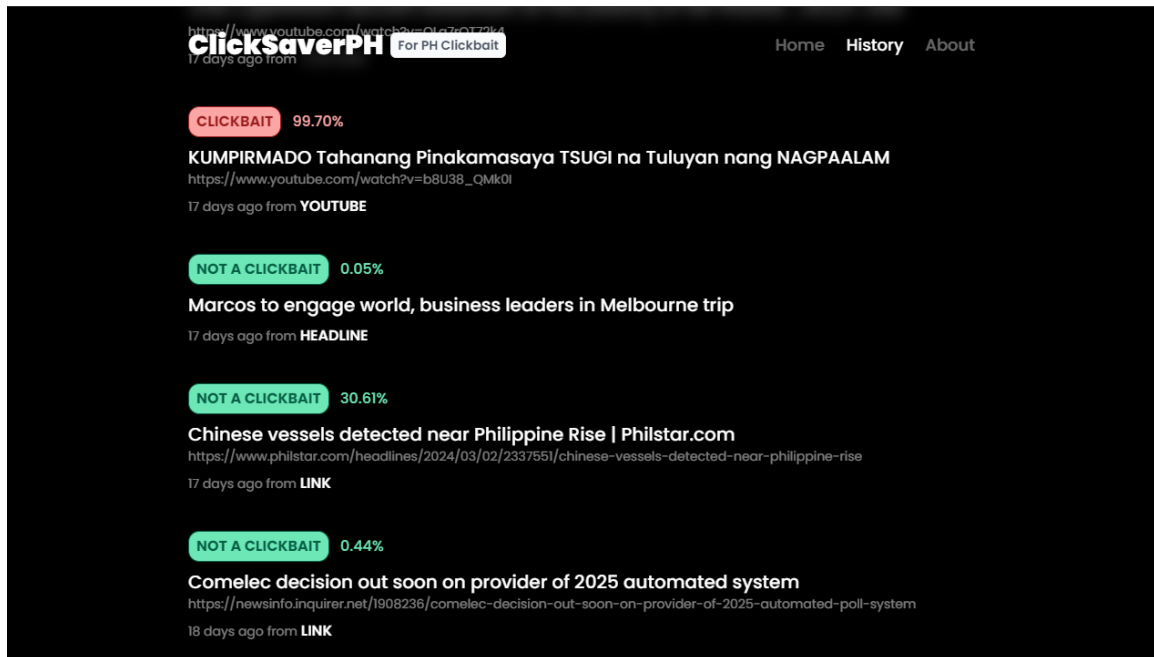 https://www.youtube.com/watch?v=
ClickSaverPH For PH Clickbait Home History About
17 days ago from
CLICKBAIT 99.70%
KUMPIRMADO Tahanang Pinakamasaya TSUGI na Tuluyan nang NAGPAALAM
https://www.youtube.com/watch?v=b8U38_QMk0I
17 days ago from YOUTUBE
NOT A CLICKBAIT 0.05%
Marcos to engage world, business leaders in Melbourne trip
17 days ago from HEADLINE
NOT A CLICKBAIT 30.61%
Chinese vessels detected near Philippine Rise | Philstar.com
https://www.philstar.com/headlines/2024/03/02/2337551/chinese-vessels-detected-near-philippine-rise
17 days ago from LINK
NOT A CLICKBAIT 0.44%
Comelec decision out soon on provider of 2025 automated system
https://newsinfo.inquirer.net/1908236/comelec-decision-out-soon-on-provider-of-2025-automated-poll-system
18 days ago from LINK